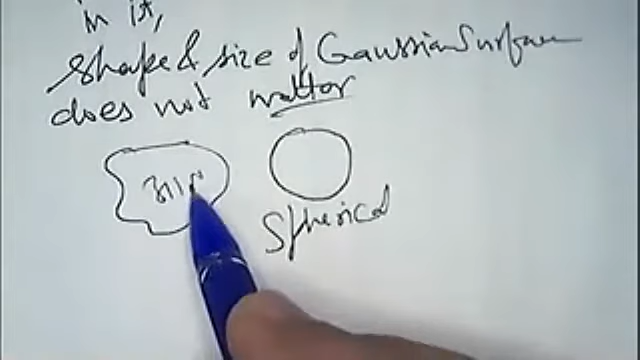 in it,
Shape & size of Gaussian Surface
does not matter
Spherical